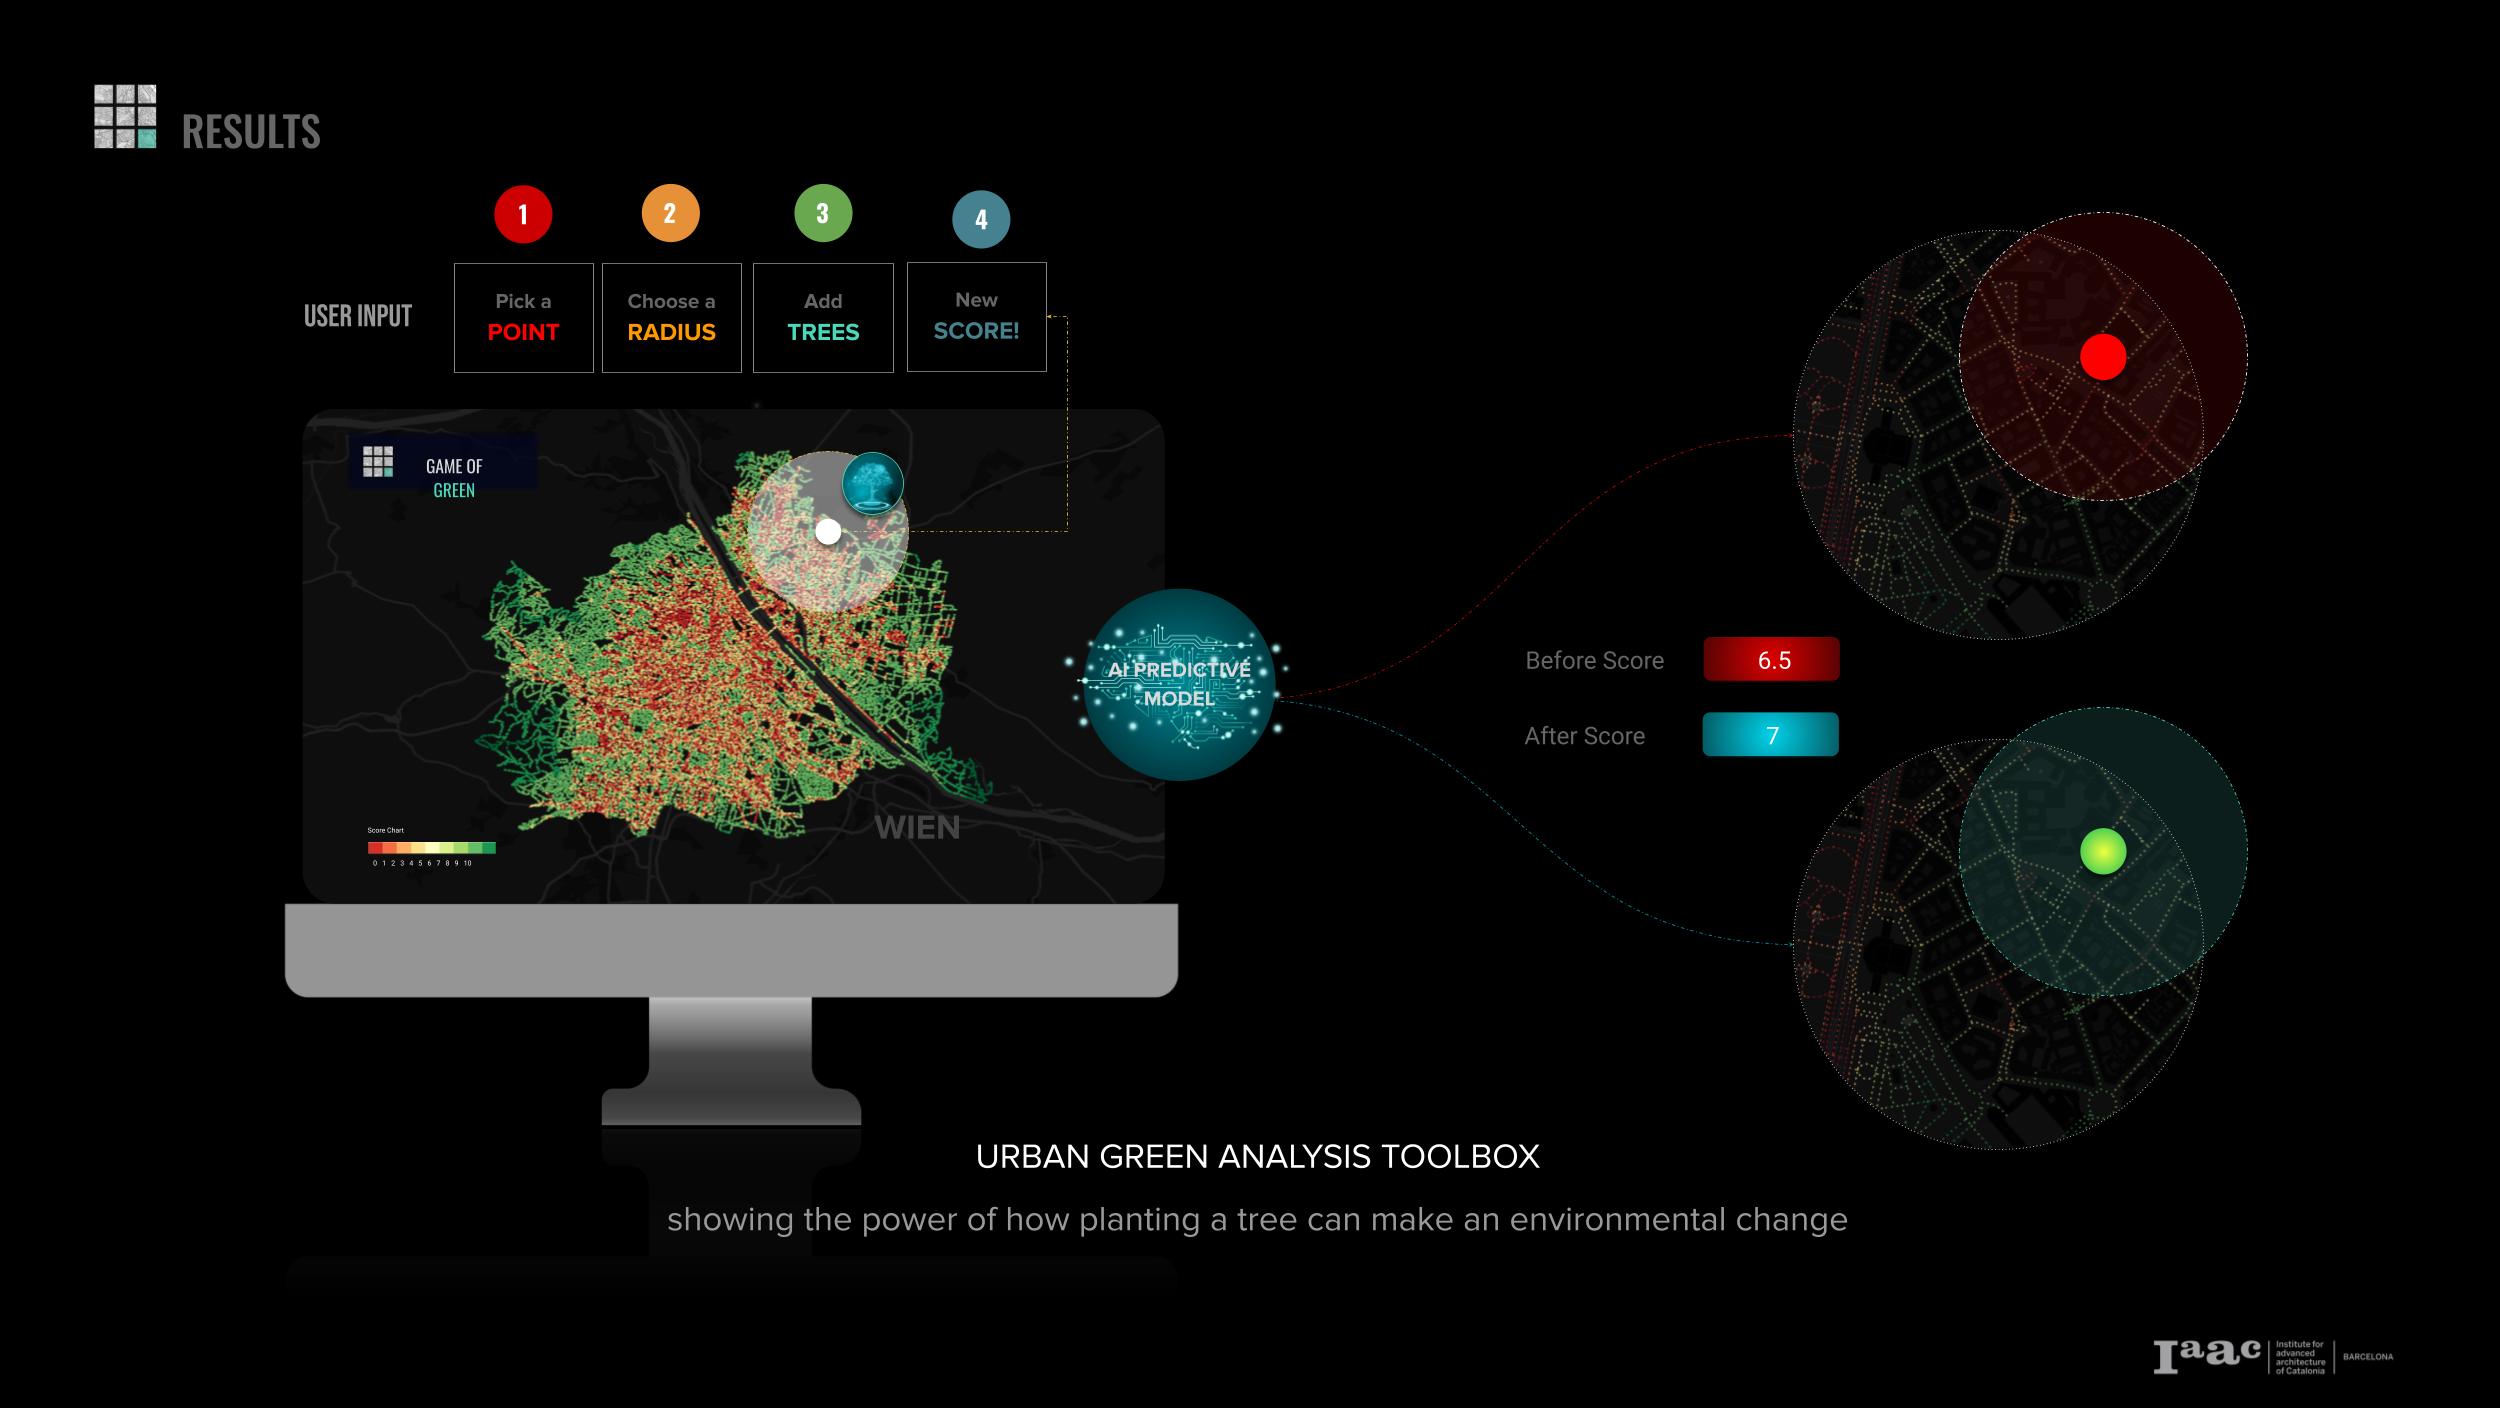 RESULTS
1
2
3
4
USER INPUT
Pick a
POINT
Choose a
RADIUS
Add
TREES
New
SCORE!
GAME OF
GREEN
AI PREDICTIVE
MODEL
Before Score
6.5
After Score
7
WIEN
Score Chart
0 1 2 3 4 5 6 7 8 9 10
URBAN GREEN ANALYSIS TOOLBOX
showing the power of how planting a tree can make an environmental change
Iaac
Institute for
advanced
architecture
of Catalonia
BARCELONA